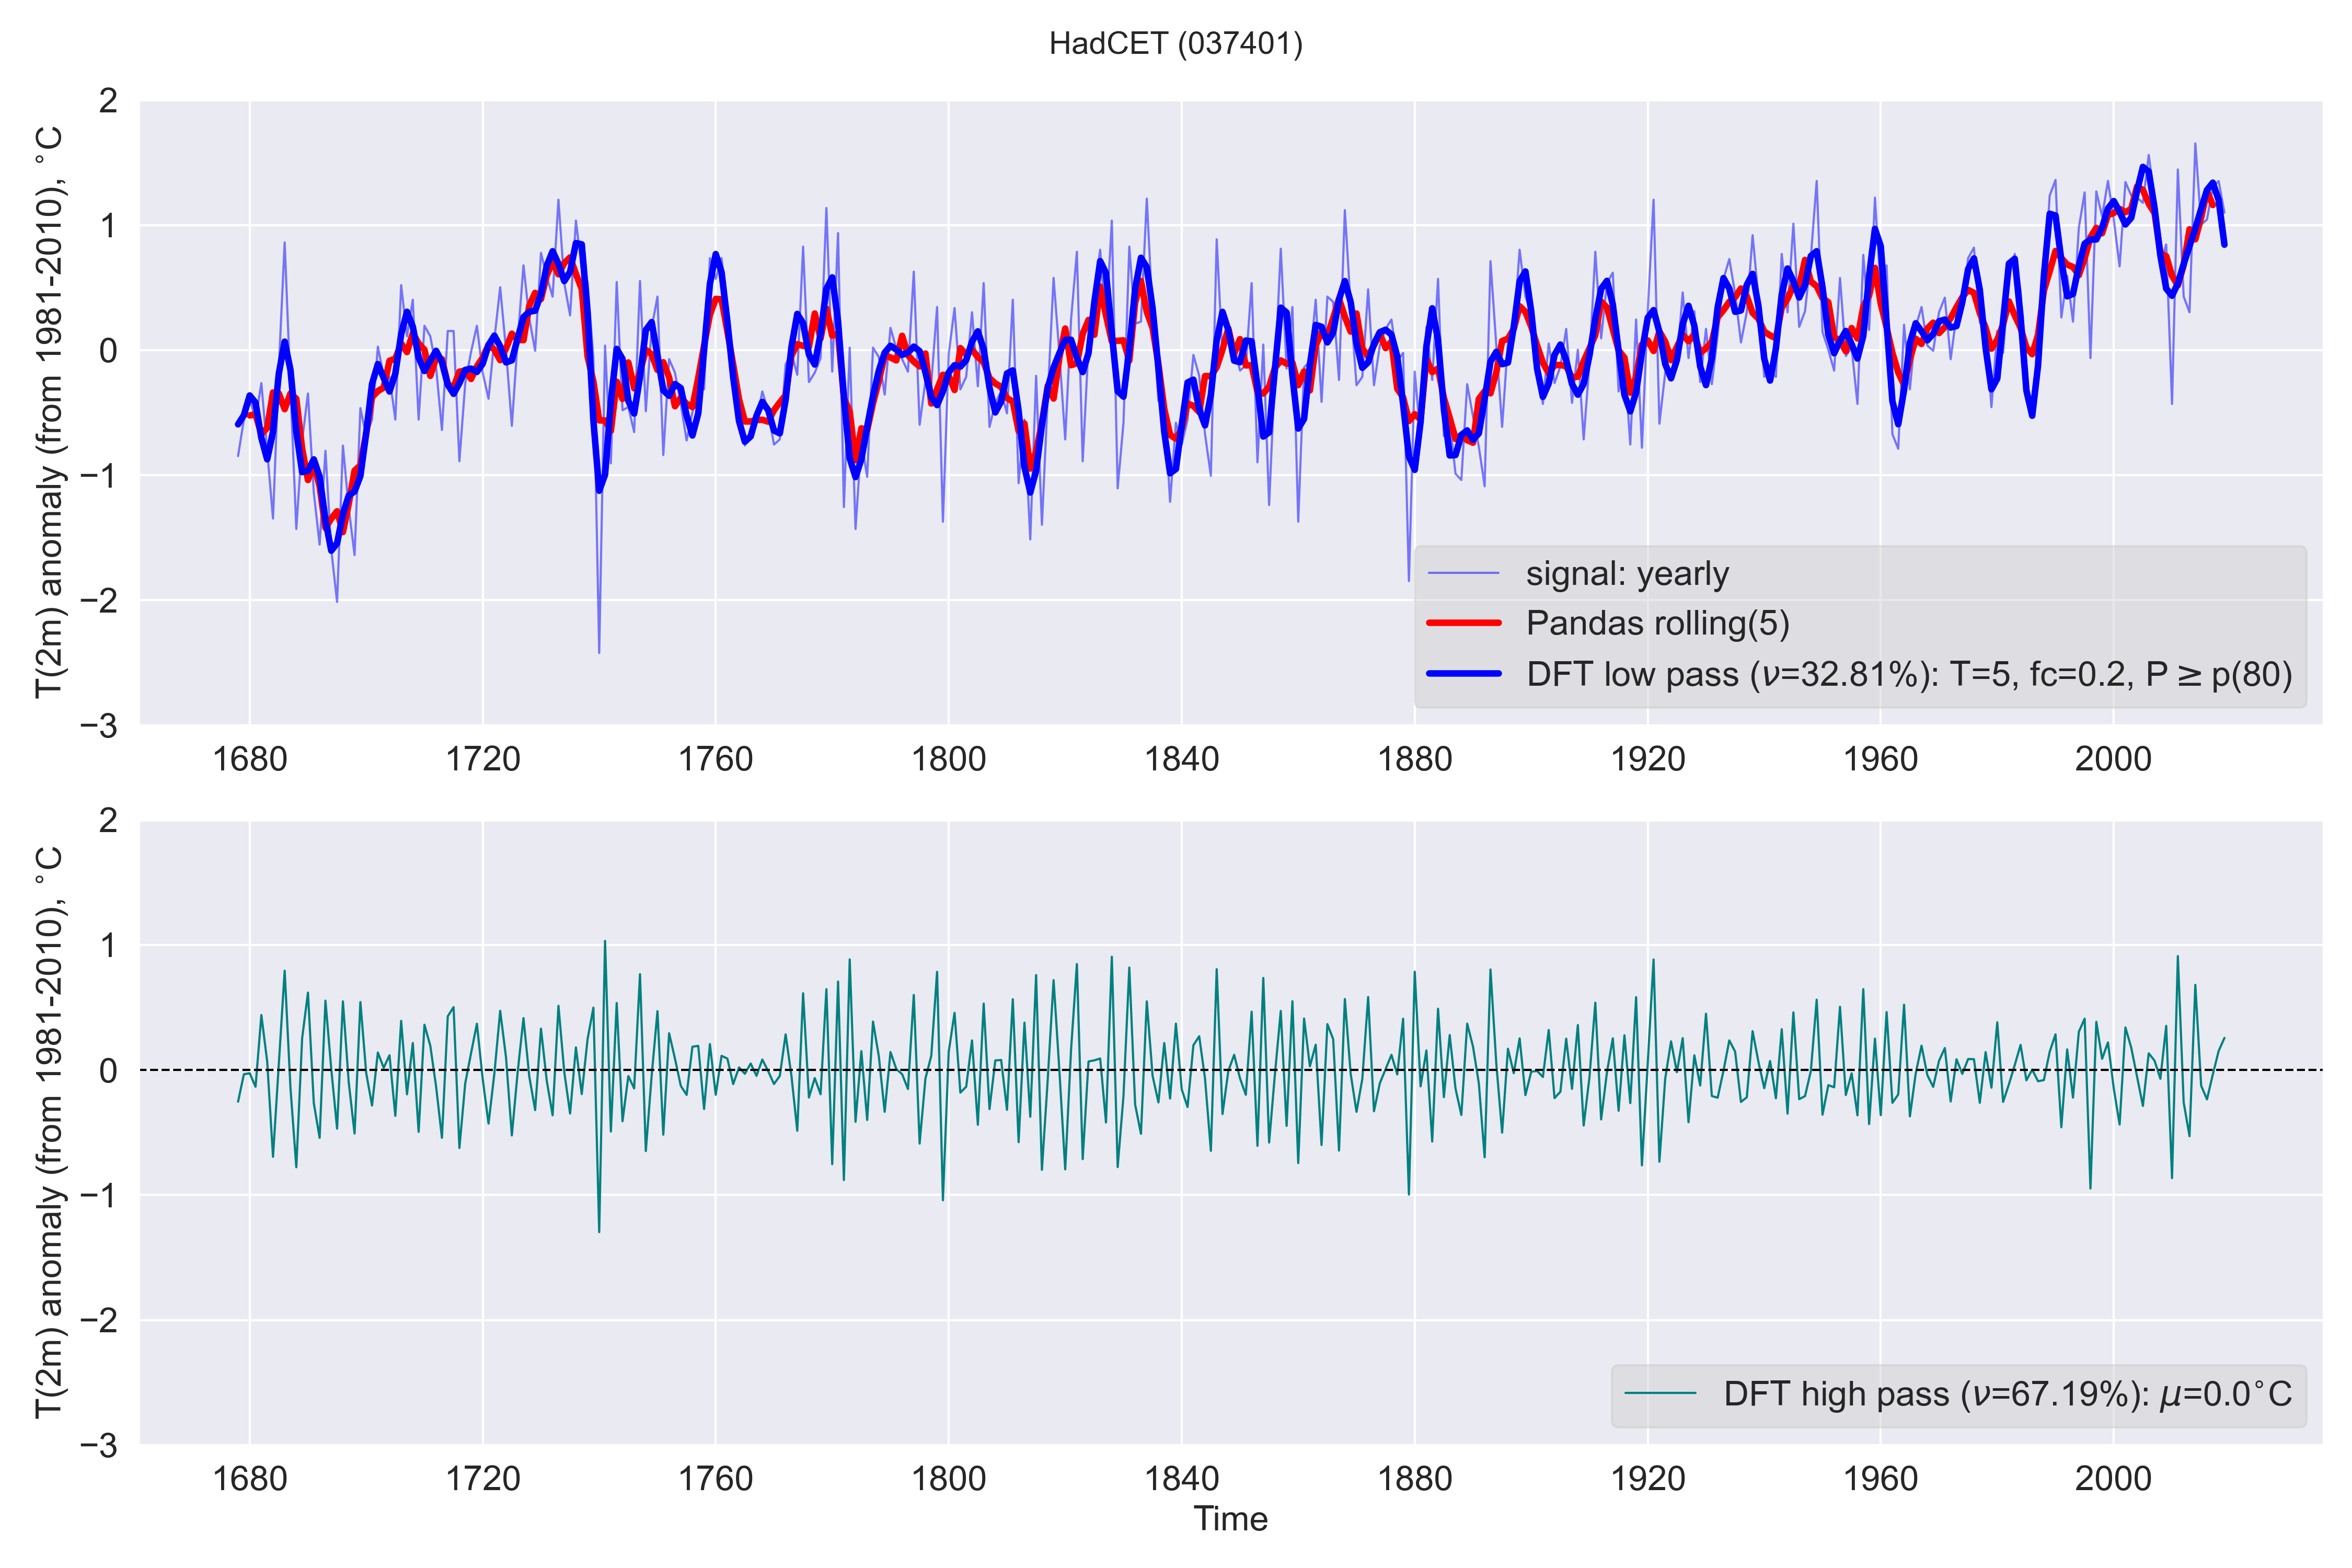 HadCET (037401)
T(2m) anomaly (from 1981-2010), °C
2
1
0
−1
−2
−3
signal: yearly
Pandas rolling(5)
DFT low pass (ν=32.81%): T=5, fc=0.2, P ≥ p(80)
1680 1720 1760 1800 1840 1880 1920 1960 2000
T(2m) anomaly (from 1981-2010), °C
2
1
0
−1
−2
−3
DFT high pass (ν=67.19%): μ=0.0°C
1680 1720 1760 1800 1840 1880 1920 1960 2000
Time